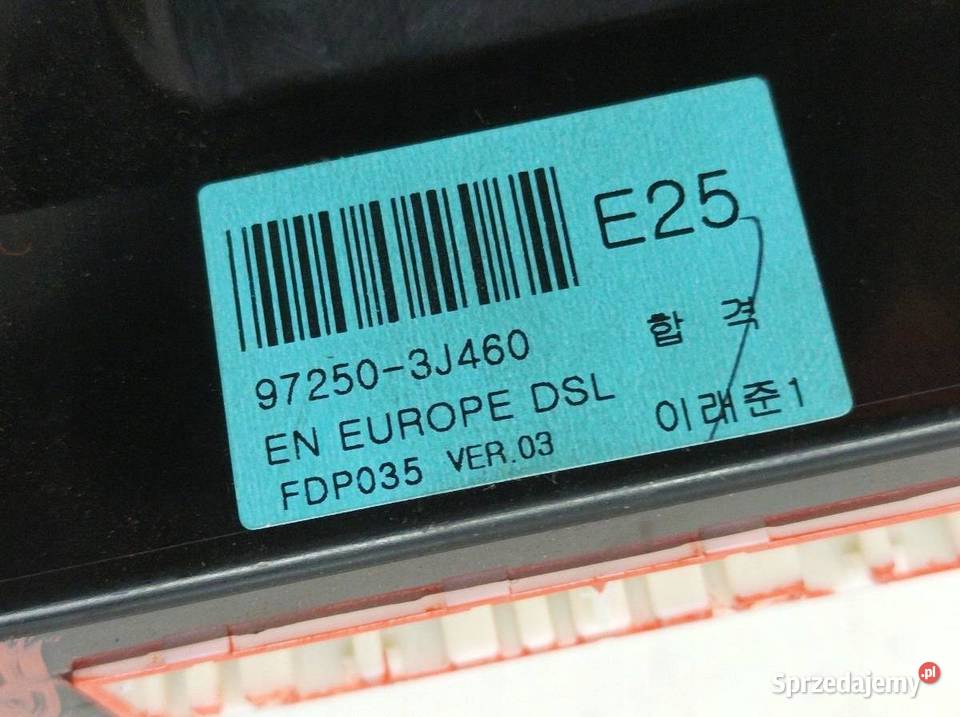 E25
97250-3J460
합 격
EN EUROPE DSL
이래준1
FDP035 VER.03
Sprzedajemy.pl